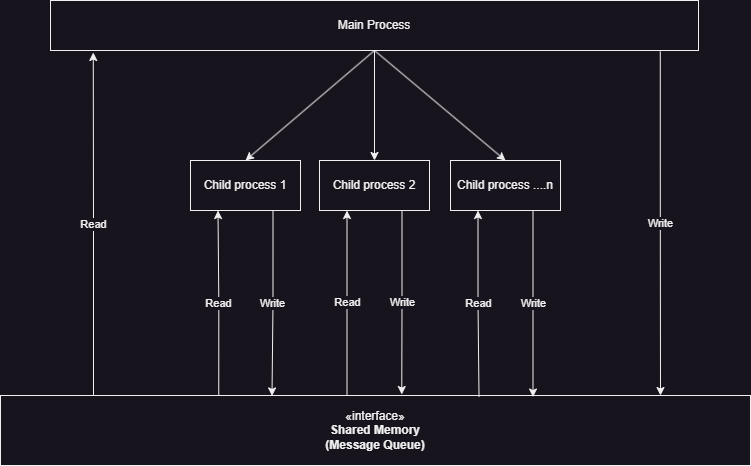 Main Process
Child process 1
Child process 2
Child process ....n
Read
Write
Read
Write
Read
Write
Read
Write
«interface»
Shared Memory
(Message Queue)